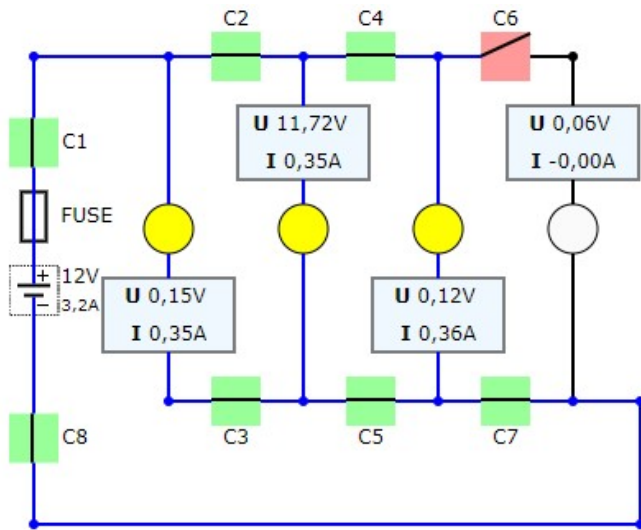 C2
C4
C6
C1
U 11,72V
I 0,35A
U 0,06V
I -0,00A
FUSE
+ 12V
− 3,2A
U 0,15V
I 0,35A
U 0,12V
I 0,36A
C8
C3
C5
C7